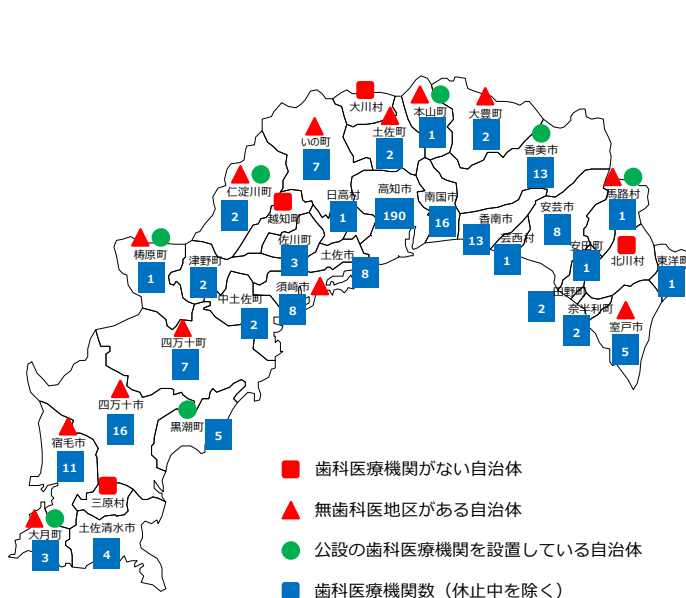 大川村
本山町
1
大豊町
2
土佐町
2
いの町
7
香美市
13
仁淀川町
2
越知町
日高村
1
高知市
190
南国市
16
馬路村
1
安芸市
8
香南市
13
芸西村
1
佐川町
3
土佐市
8
安田町
1
北川村
東洋町
1
梼原町
1
津野町
2
須崎市
8
中土佐町
2
田野町
2
奈半利町
2
室戸市
5
四万十町
7
四万十市
16
黒潮町
5
宿毛市
11
三原村
大月町
3
土佐清水市
4
歯科医療機関がない自治体
無歯科医地区がある自治体
公設の歯科医療機関を設置している自治体
歯科医療機関数（休止中を除く）